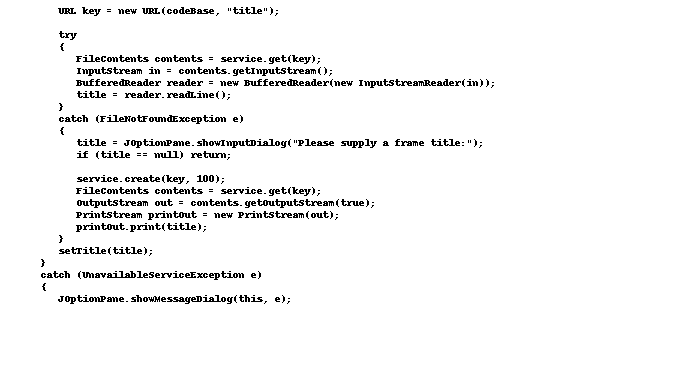 URL key = new URL(codeBase, "title");
try
{
FileContents contents = service.get(key);
InputStream in = contents.getInputStream();
BufferedReader reader = new BufferedReader(new InputStreamReader(in));
title = reader.readLine();
}
catch (FileNotFoundException e)
{
title = JOptionPane.showInputDialog("Please supply a frame title:");
if (title == null) return;
service.create(key, 100);
FileContents contents = service.get(key);
OutputStream out = contents.getOutputStream(true);
PrintStream printOut = new PrintStream(out);
printOut.print(title);
}
setTitle(title);
}
catch (UnavailableServiceException e)
{
JOptionPane.showMessageDialog(this, e);